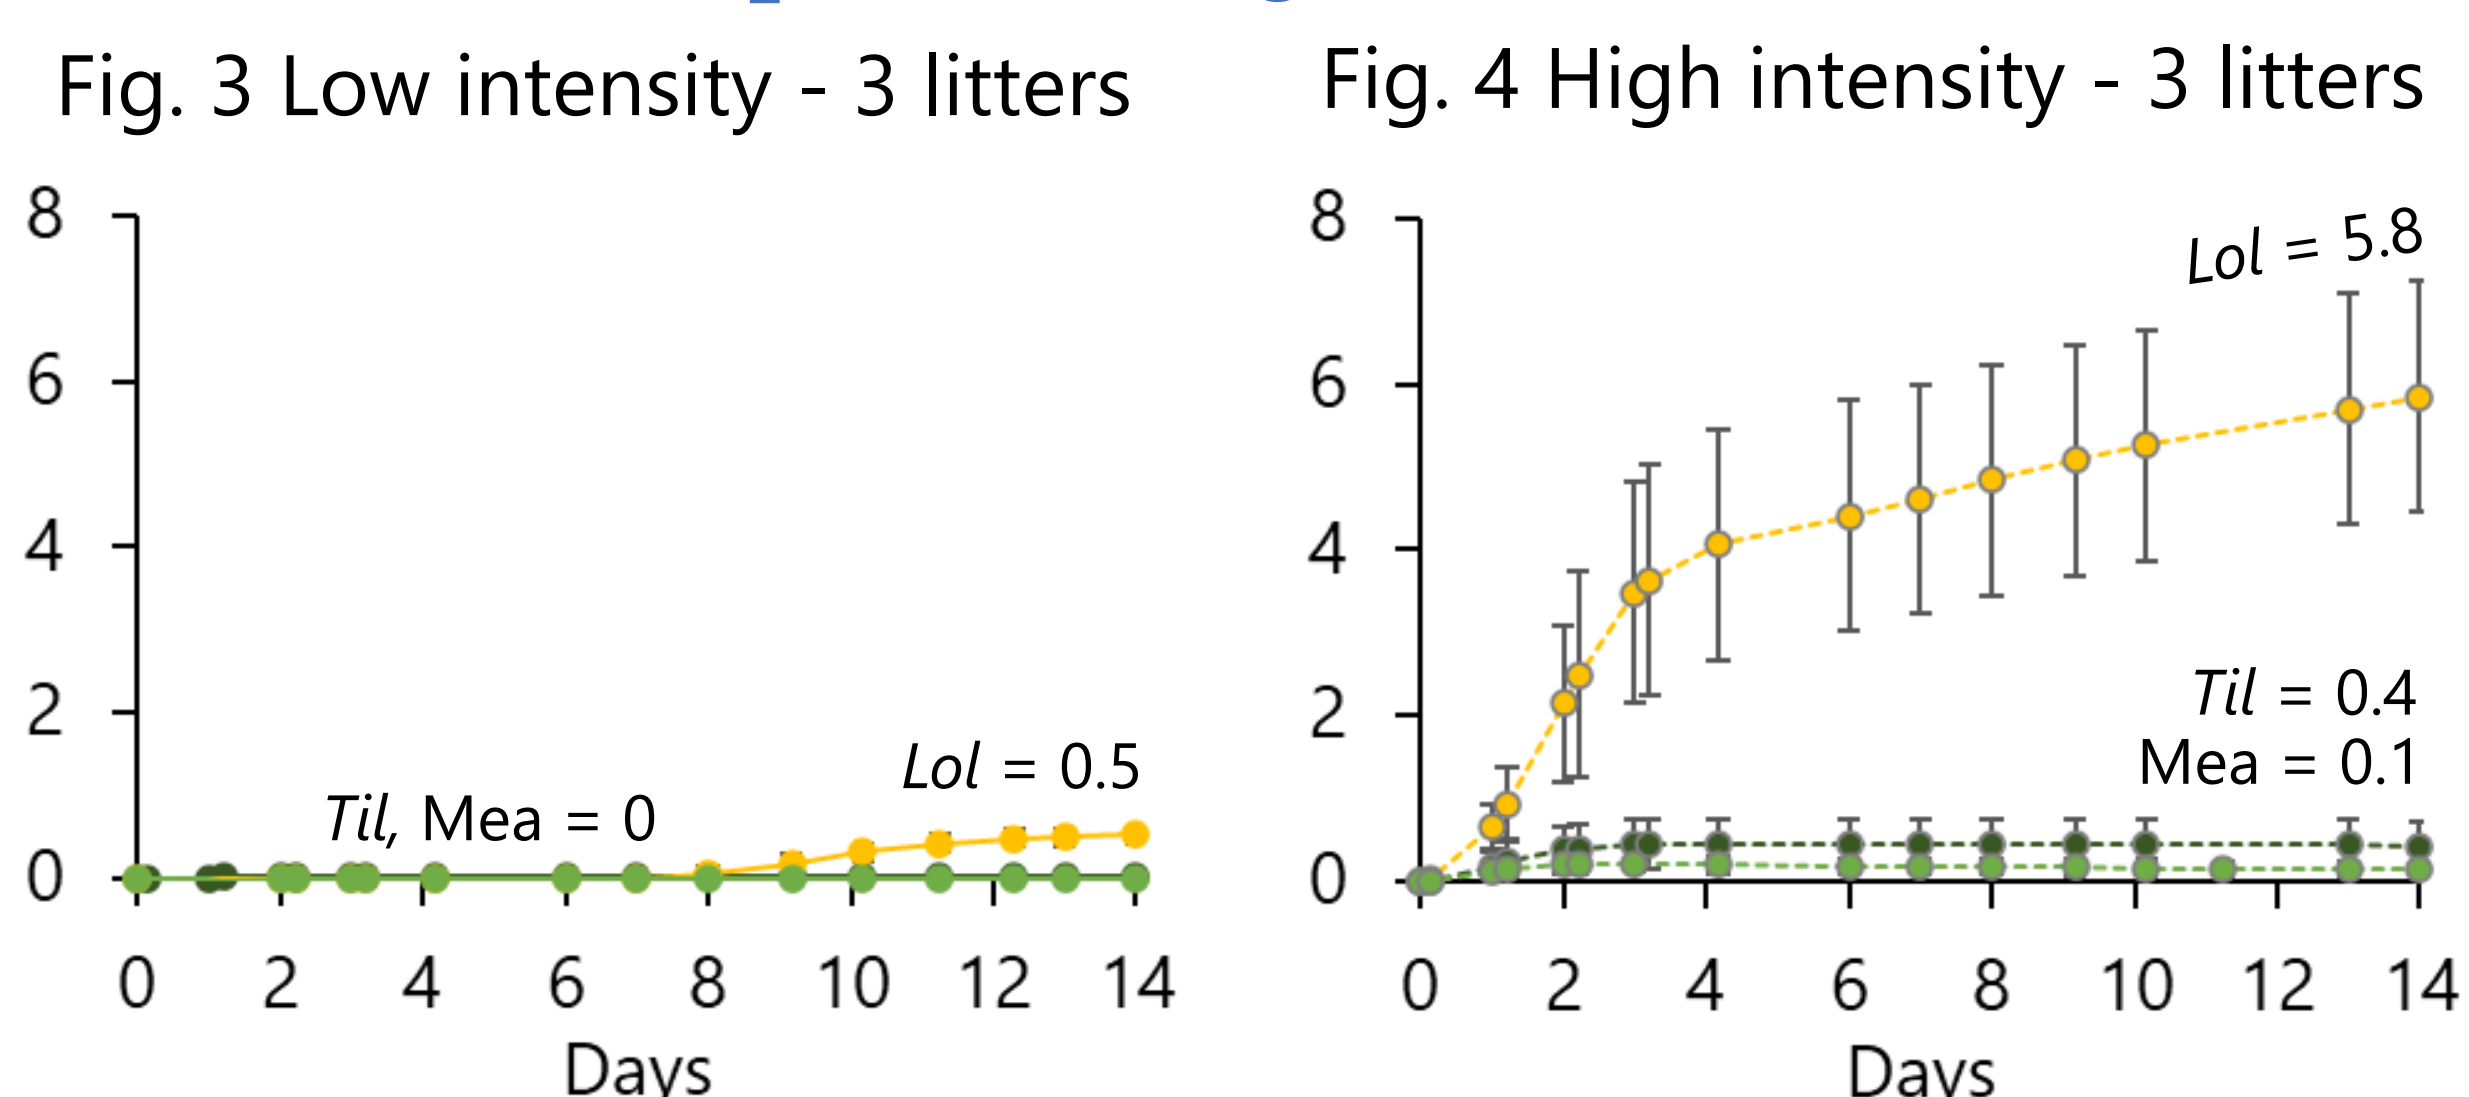 Fig. 3 Low intensity - 3 litters
8
6
4
2
0
Til, Mea = 0
Lol = 0.5
0 2 4 6 8 10 12 14
Days
Fig. 4 High intensity - 3 litters
8
6
4
2
0
Lol = 5.8
Til = 0.4
Mea = 0.1
0 2 4 6 8 10 12 14
Days